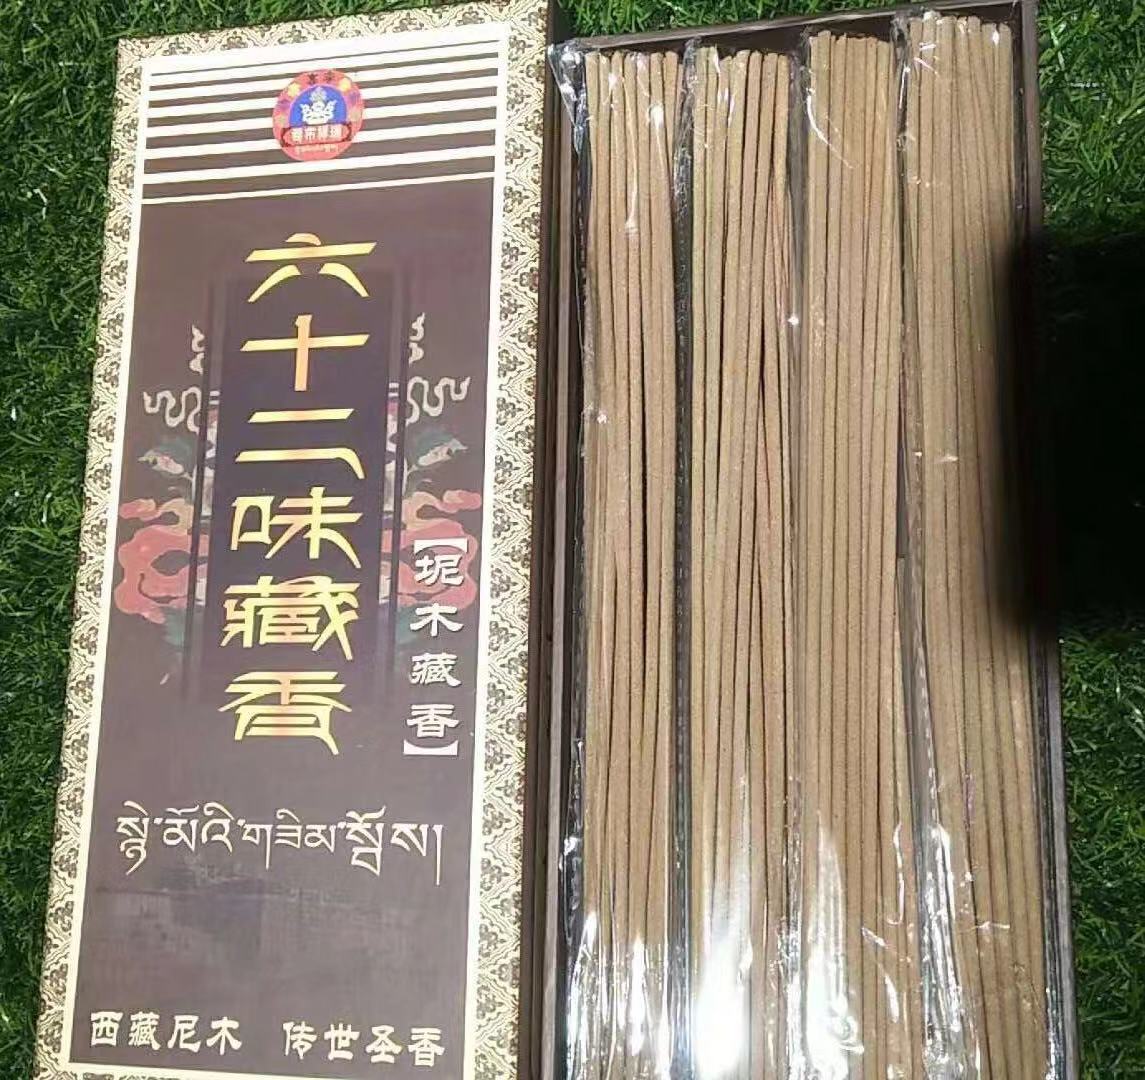 六十二味藏香
【坭木藏香】
སྙེ་མོའི་གཟིམ་སྤོས།
西藏尼木 传世圣香